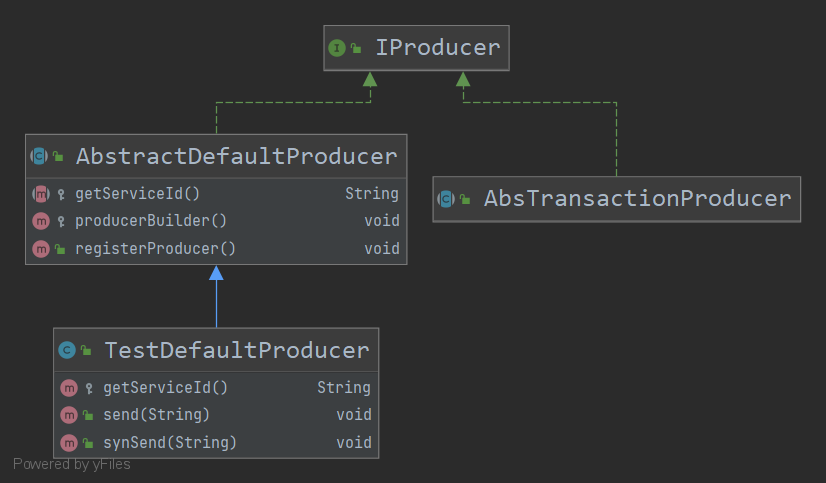 IProducer
AbstractDefaultProducer
getServiceId() String
producerBuilder() void
registerProducer() void
AbsTransactionProducer
TestDefaultProducer
getServiceId() String
send(String) void
synSend(String) void
Powered by yFiles